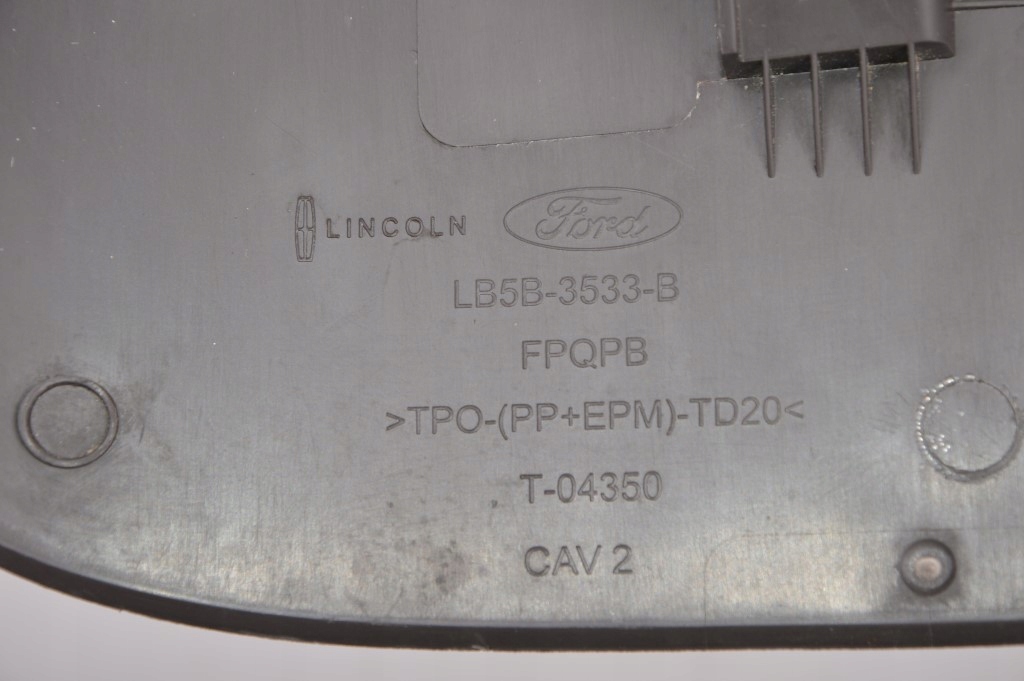 LINCOLN Ford
LB5B-3533-B
FPQPB
>TPO-(PP+EPM)-TD20<
T-04350
CAV 2